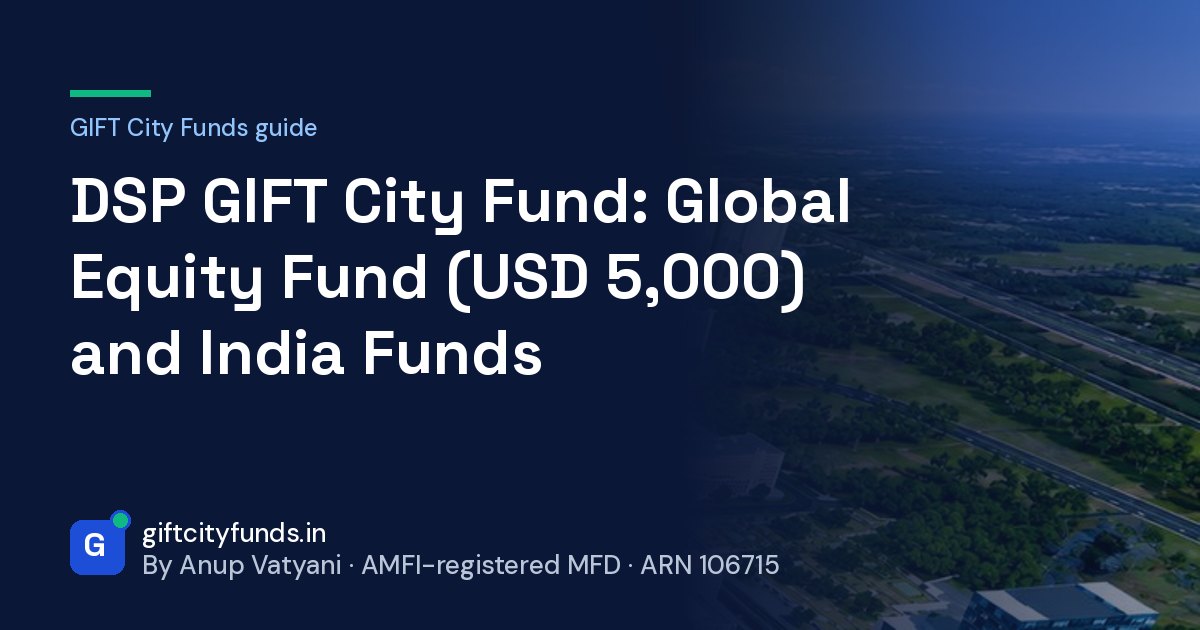 GIFT City Funds guide
DSP GIFT City Fund: Global
Equity Fund (USD 5,000)
and India Funds
G
giftcityfunds.in
By Anup Vatyani · AMFI-registered MFD · ARN 106715